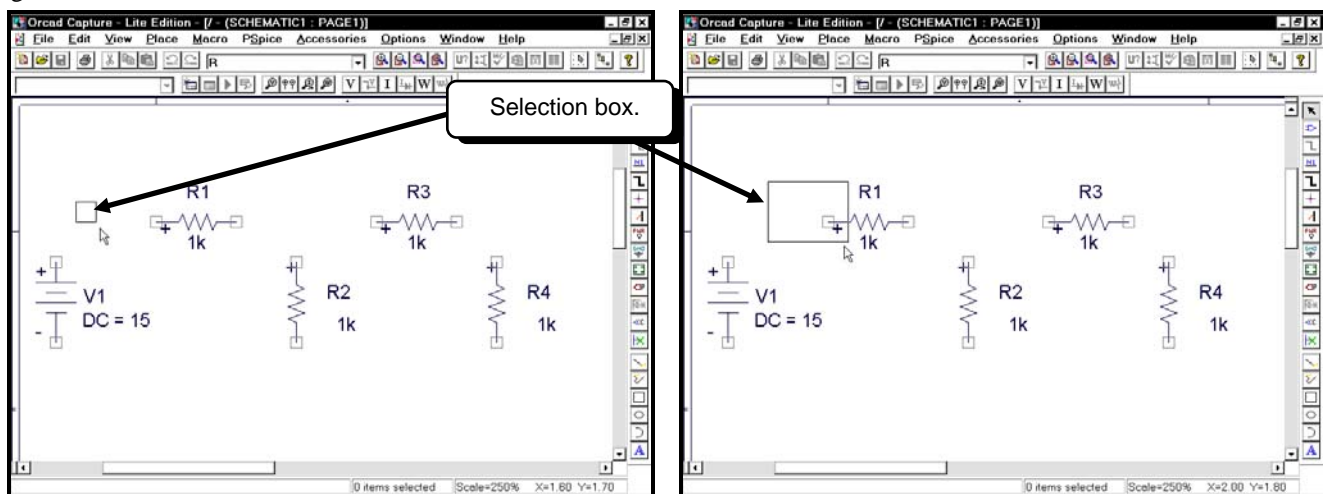 Orcad Capture - Lite Edition - [/ - (SCHEMATIC1 : PAGE1)]
File Edit View Place Macro PSpice Accessories Options Window Help
R
V I W
R1
1k
R3
1k
+
V1
DC = 15
-
+
R2
1k
+
R4
1k
0 items selected Scale=250% X=1.60 Y=1.70
Selection box.
Orcad Capture - Lite Edition - [/ - (SCHEMATIC1 : PAGE1)]
File Edit View Place Macro PSpice Accessories Options Window Help
R
V I W
R1
1k
R3
1k
+
V1
DC = 15
-
+
R2
1k
+
R4
1k
0 items selected Scale=250% X=2.00 Y=1.80